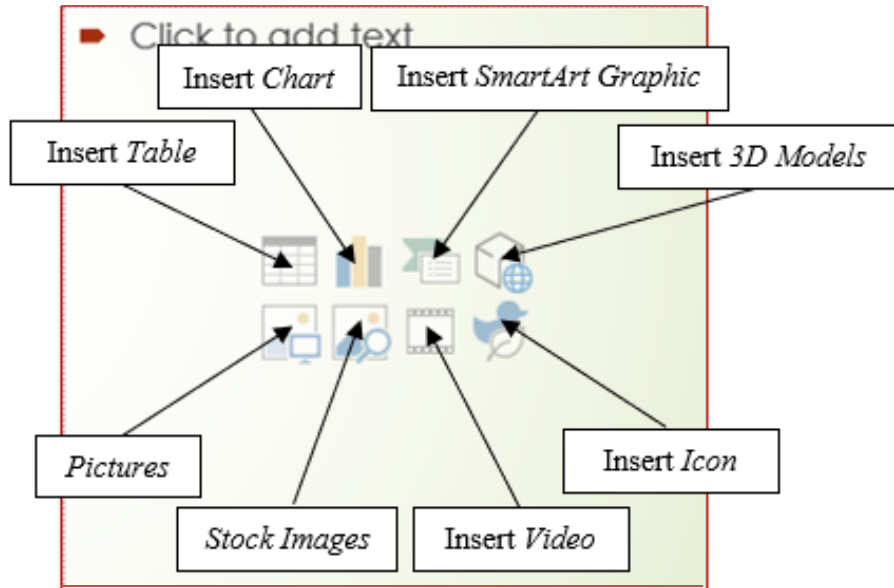 Click to add text
Insert Chart
Insert SmartArt Graphic
Insert Table
Insert 3D Models
Pictures
Insert Icon
Stock Images
Insert Video